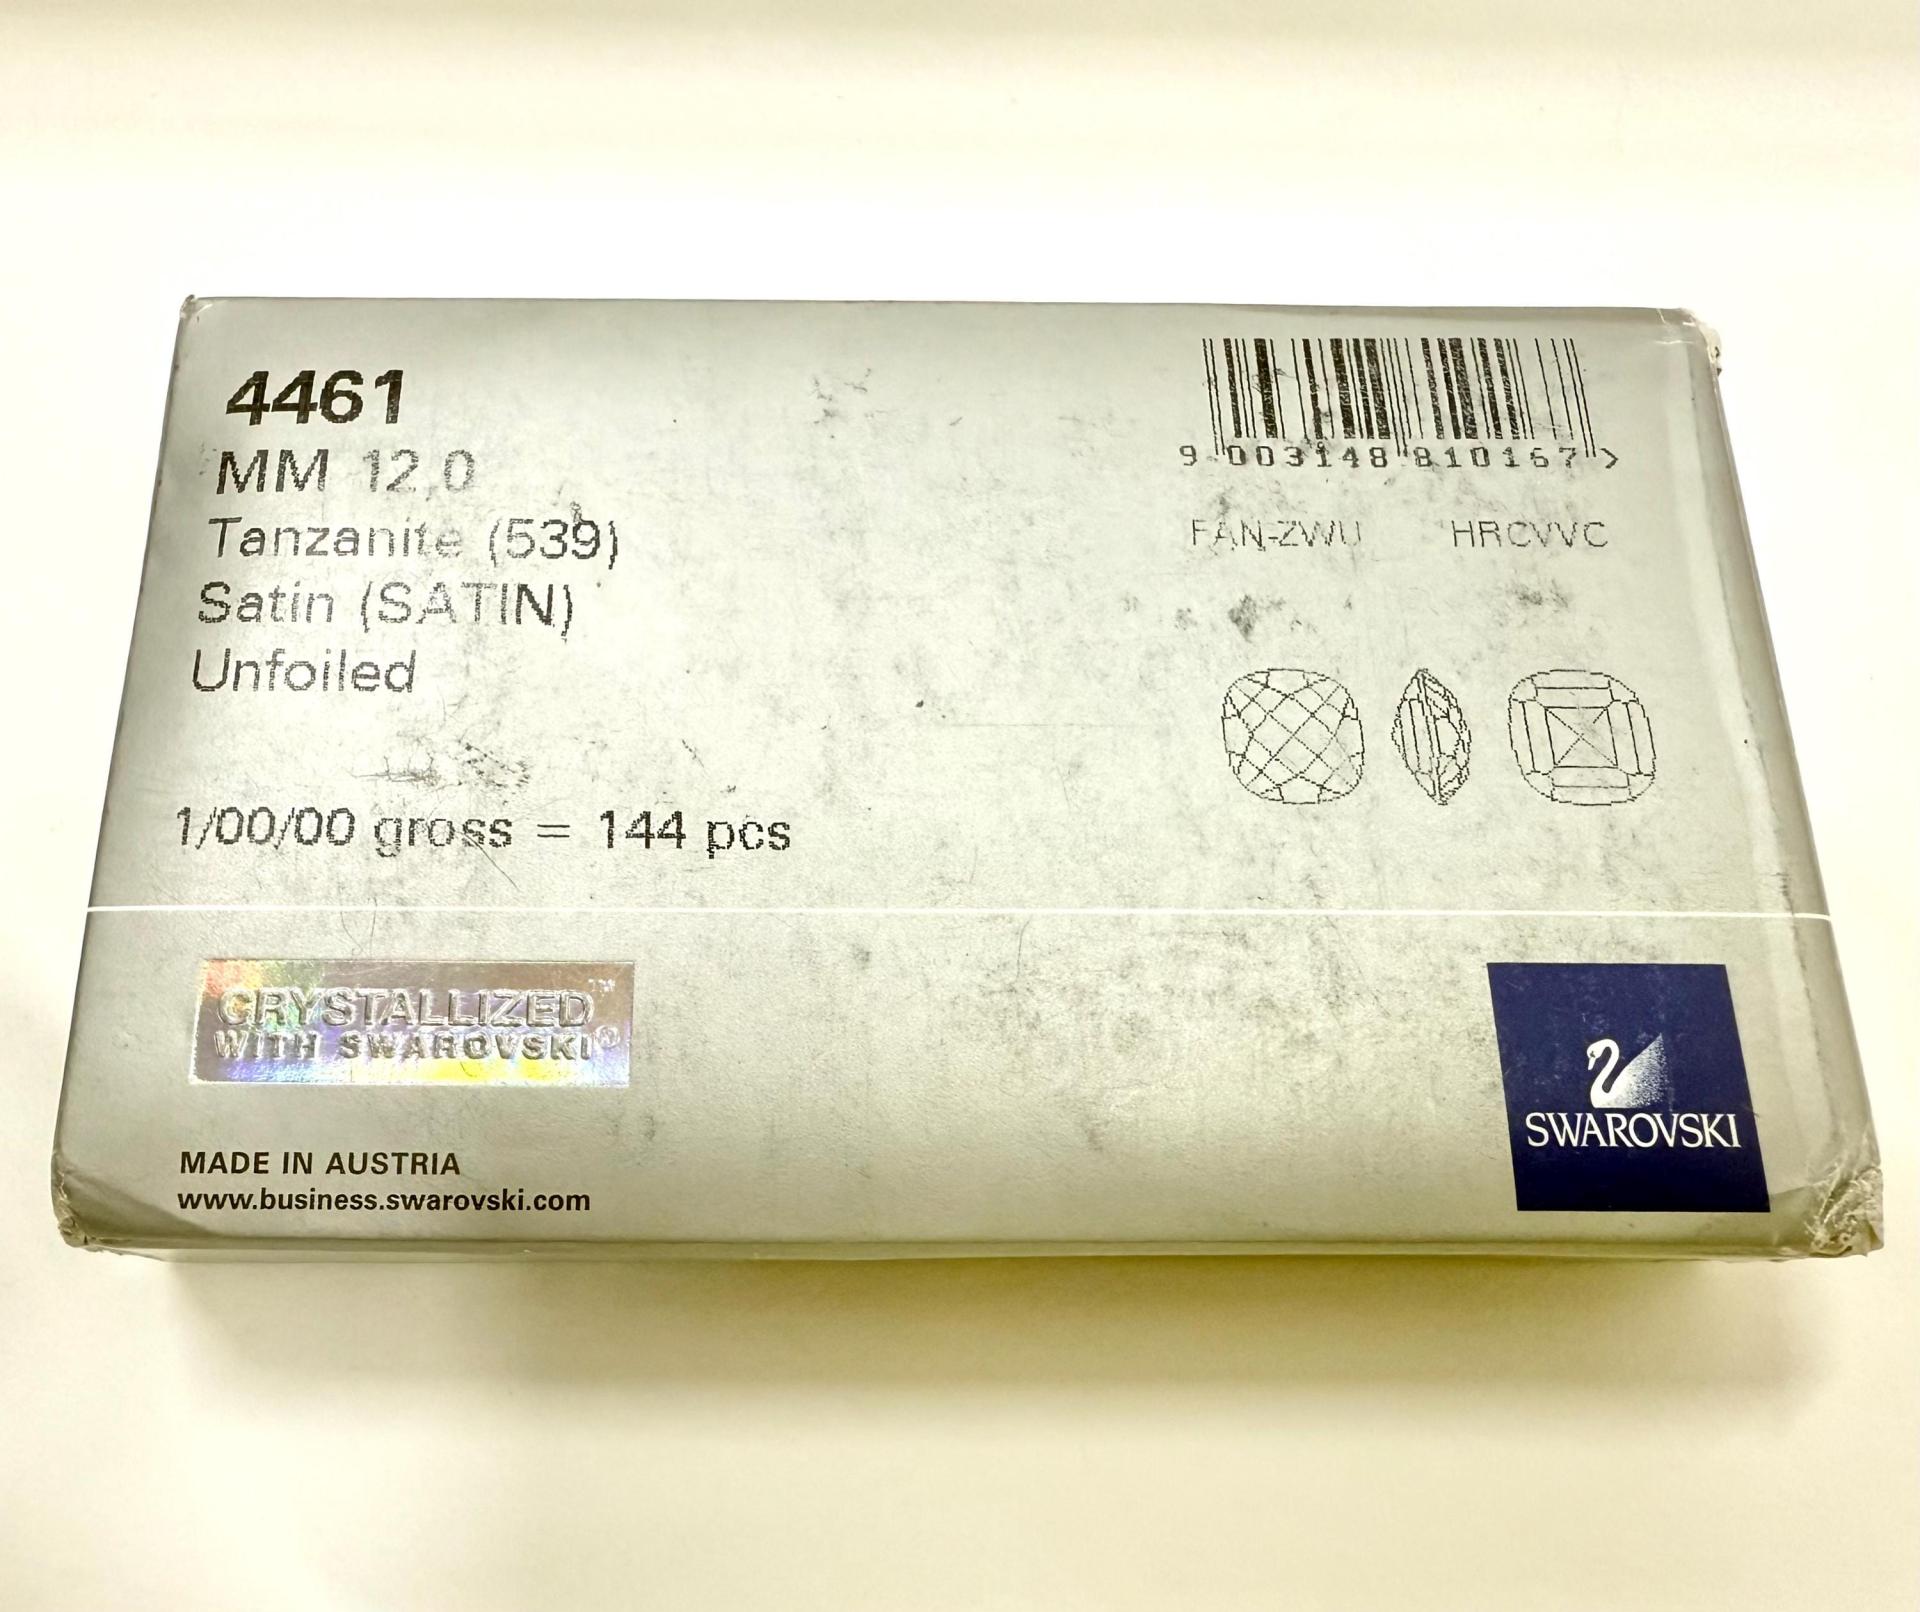 4461
MM 12,0
Tanzanite (539)
Satin (SATIN)
Unfoiled
1/00/00 gross = 144 pcs
9 003148 810167 >
FAN-ZWU HRCVVC
CRYSTALLIZED™
WITH SWAROVSKI®
MADE IN AUSTRIA
www.business.swarovski.com
SWAROVSKI